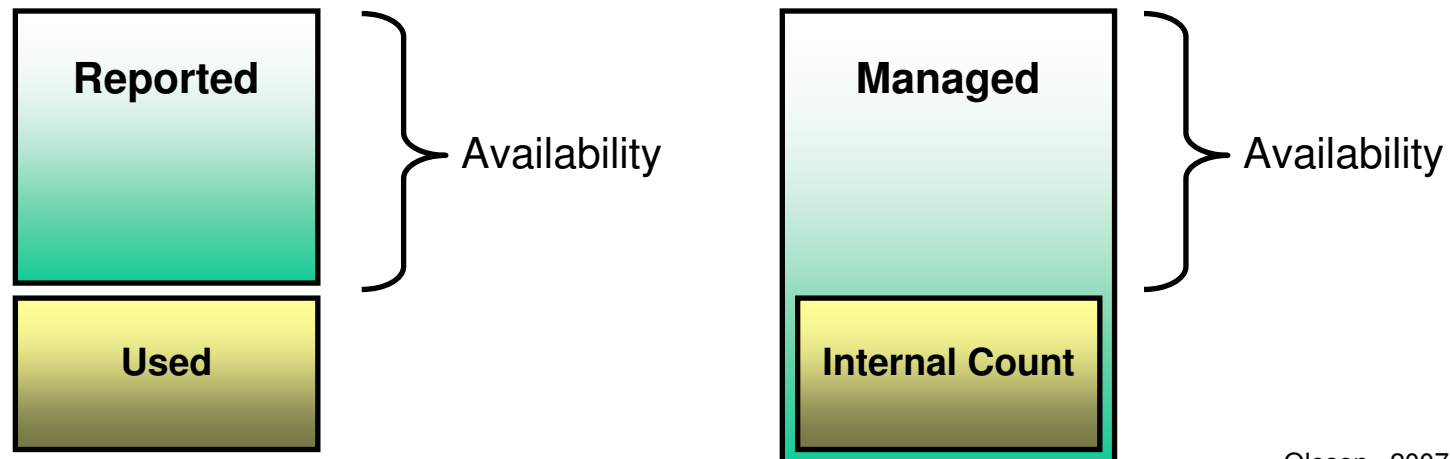 Reported
Availability
Used
Managed
Availability
Internal Count